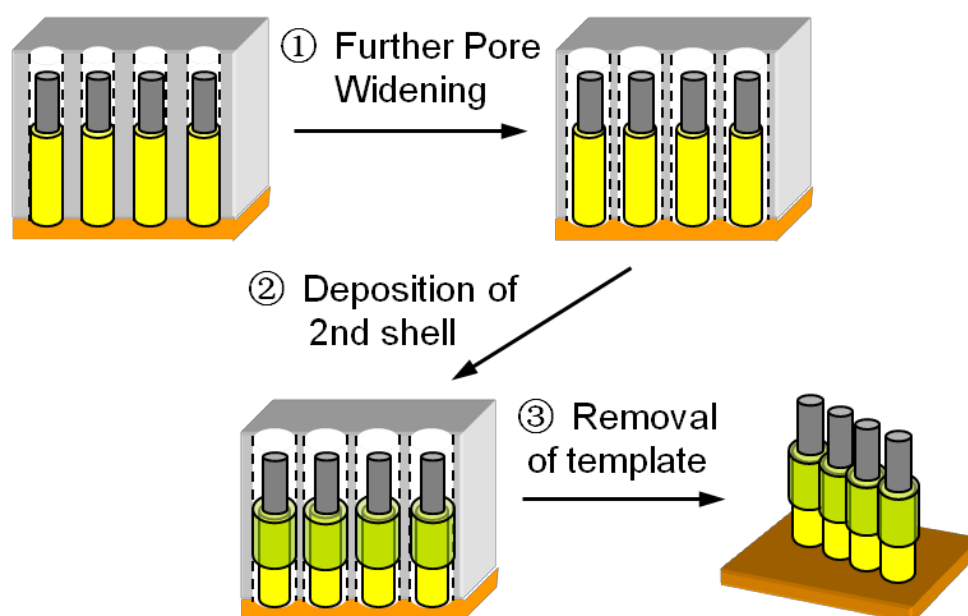 ① Further Pore
Widening
② Deposition of
2nd shell
③ Removal
of template